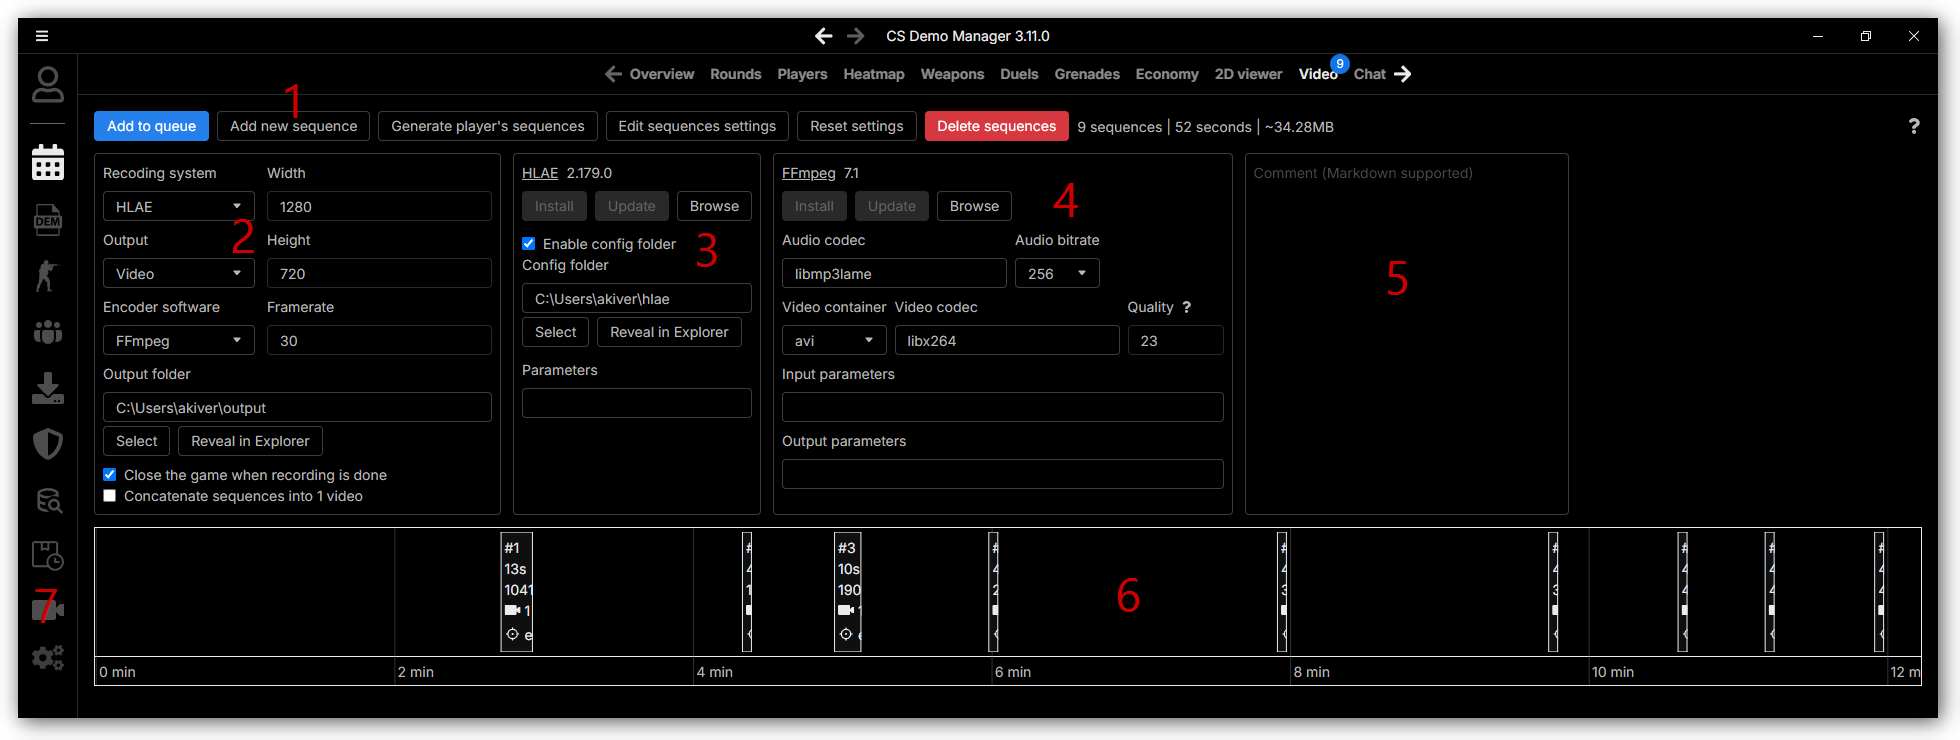 CS Demo Manager 3.11.0
Overview Rounds Players Heatmap Weapons Duels Grenades Economy 2D viewer Video 9 Chat
1
Add to queue Add new sequence Generate player's sequences Edit sequences settings Reset settings Delete sequences 9 sequences | 52 seconds | ~34.28MB ?
Recoding system Width
HLAE 1280
2
Output Height
Video 720
Encoder software Framerate
FFmpeg 30
Output folder
C:\Users\akiver\output
Select Reveal in Explorer
Close the game when recording is done
Concatenate sequences into 1 video
HLAE 2.179.0
Install Update Browse
Enable config folder
3
Config folder
C:\Users\akiver\hlae
Select Reveal in Explorer
Parameters
FFmpeg 7.1
Install Update Browse
4
Audio codec Audio bitrate
libmp3lame 256
Video container Video codec Quality ?
avi libx264 23
Input parameters
Output parameters
Comment (Markdown supported)
5
DEM
7
#1
13s
1041
1
e
#3
10s
190
6
0 min 2 min 4 min 6 min 8 min 10 min 12 m